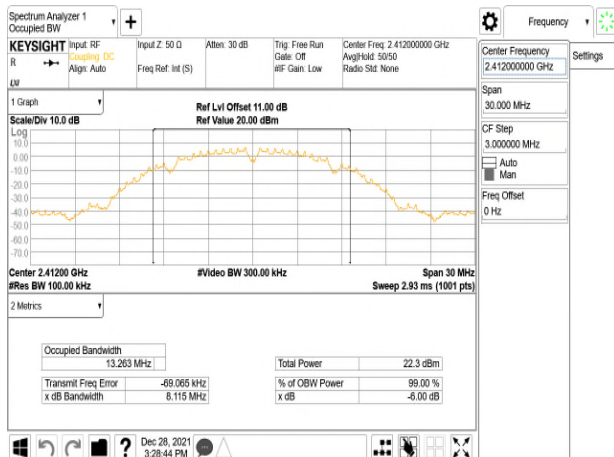 Spectrum Analyzer 1
Occupied BW
Frequency
KEYSIGHT
Input: RF
Coupling: DC
Align: Auto
Input Z: 50 Ω
Freq Ref: Int (S)
Atten: 30 dB
Trig: Free Run
Gate: Off
#IF Gain: Low
Center Freq: 2.412000000 GHz
Avg|Hold: 50/50
Radio Std: None
R
LXI
Center Frequency
2.412000000 GHz
Settings
Span
30.000 MHz
CF Step
3.000000 MHz
Auto
Man
Freq Offset
0 Hz
1 Graph
Scale/Div 10.0 dB
Ref Lvl Offset 11.00 dB
Ref Value 20.00 dBm
Log
10.0
0.00
-10.0
-20.0
-30.0
-40.0
-50.0
-60.0
-70.0
Center 2.41200 GHz
#Video BW 300.00 kHz
Span 30 MHz
#Res BW 100.00 kHz
Sweep 2.93 ms (1001 pts)
2 Metrics
Occupied Bandwidth
13.263 MHz
Total Power 22.3 dBm
Transmit Freq Error -69.065 kHz
% of OBW Power 99.00 %
x dB Bandwidth 8.115 MHz
x dB -6.00 dB
?
Dec 28, 2021
3:28:44 PM